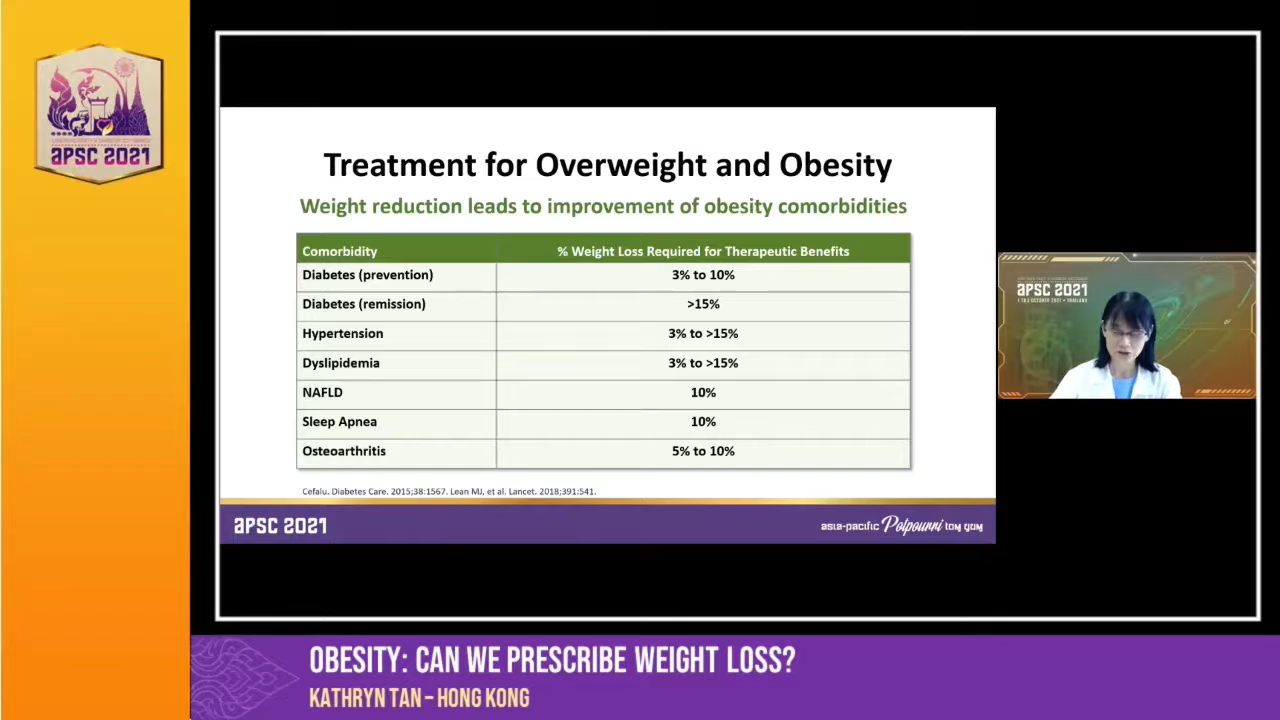 APSC 2021
Treatment for Overweight and Obesity
Weight reduction leads to improvement of obesity comorbidities
Comorbidity % Weight Loss Required for Therapeutic Benefits
Diabetes (prevention) 3% to 10%
Diabetes (remission) >15%
Hypertension 3% to >15%
Dyslipidemia 3% to >15%
NAFLD 10%
Sleep Apnea 10%
Osteoarthritis 5% to 10%
Cefalu. Diabetes Care. 2015;38:1567. Lean MJ, et al. Lancet. 2018;391:541.
APSC 2021
asia-pacific Potpourri tom yum
APSC 2021
OBESITY: CAN WE PRESCRIBE WEIGHT LOSS?
KATHRYN TAN – HONG KONG